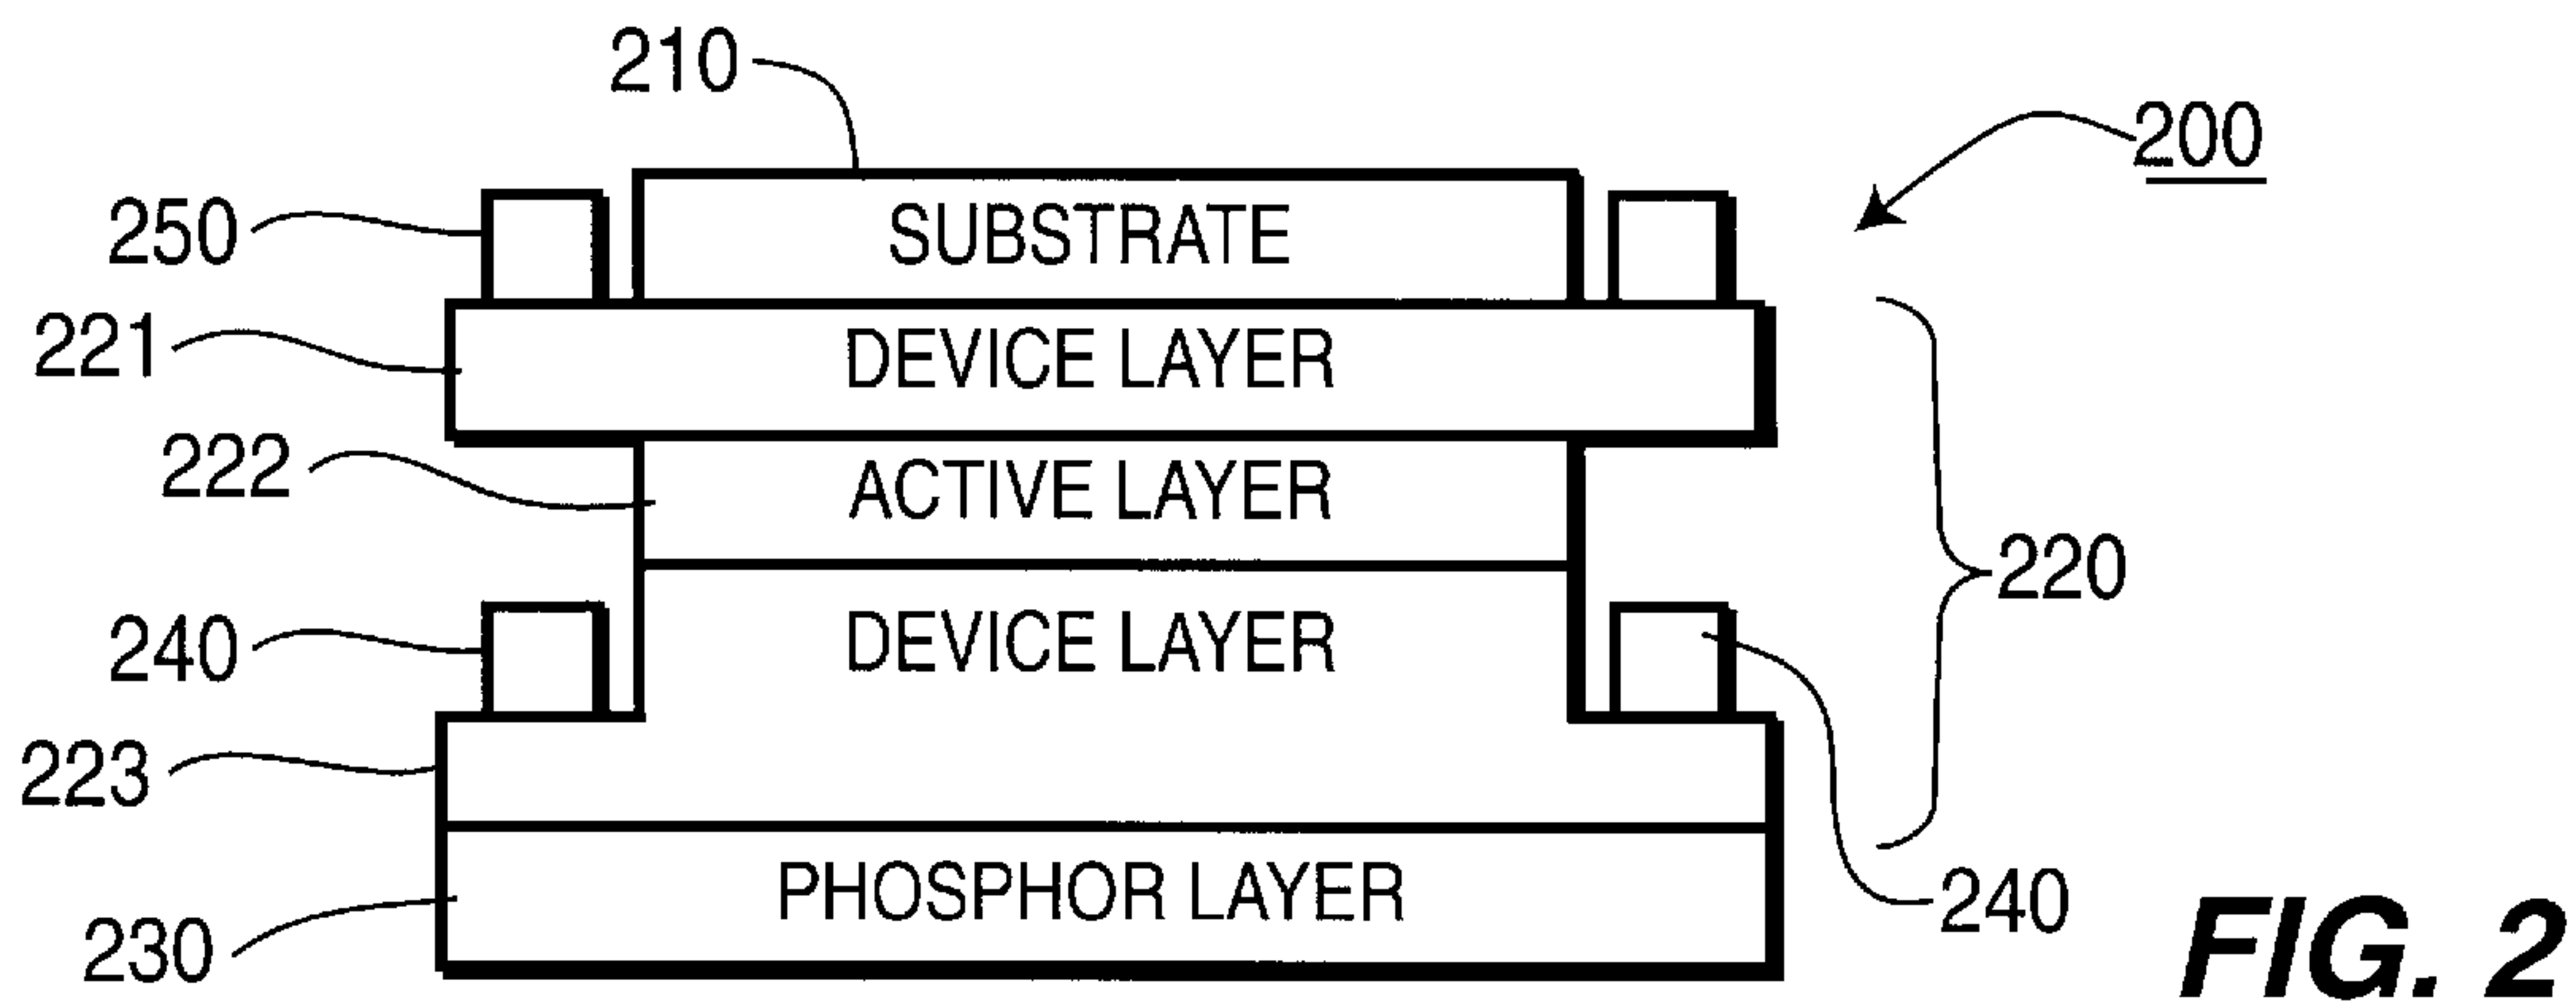 210
200
250
SUBSTRATE
221
DEVICE LAYER
222
ACTIVE LAYER
220
240
DEVICE LAYER
223
PHOSPHOR LAYER
240
230
FIG. 2